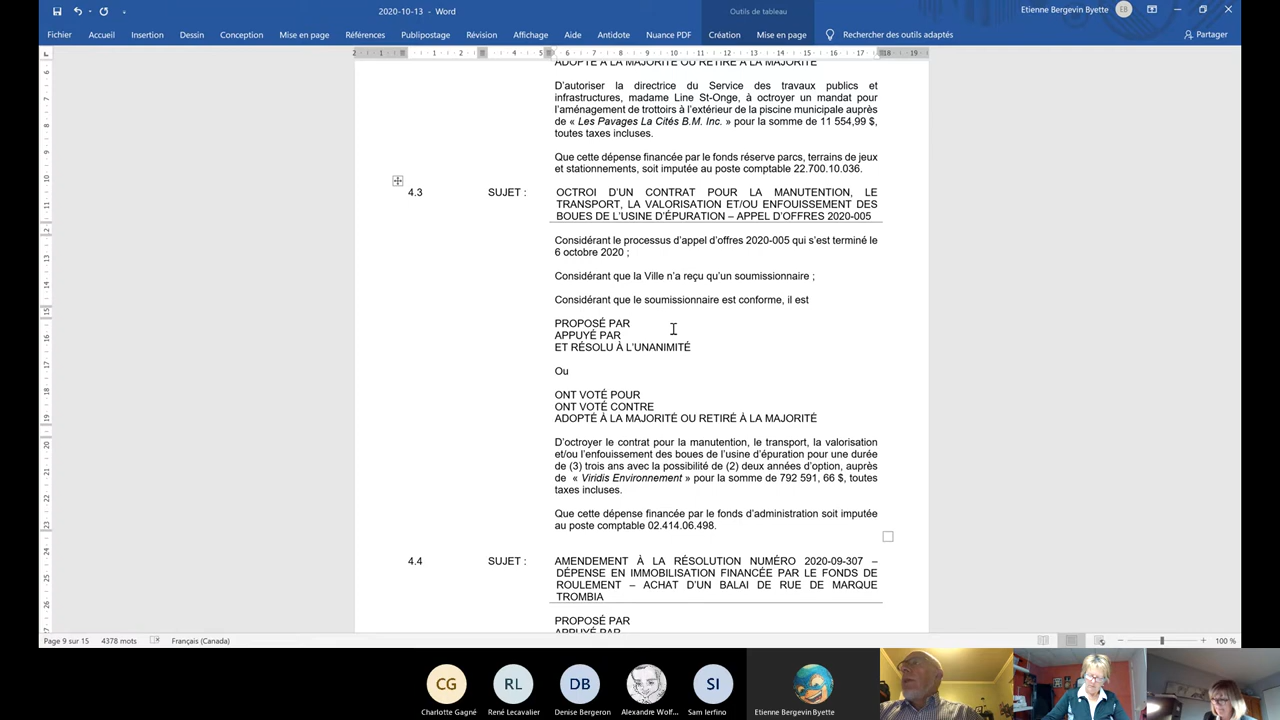 2020-10-13 - Word
Outils de tableau
Etienne Bergevin Byette
EB
Fichier Accueil Insertion Dessin Conception Mise en page Références Publipostage Révision Affichage Antidote Aide Nuance PDF Création Mise en page Rechercher des outils adaptés Partager
ADOPTÉ À LA MAJORITÉ OU RETIRÉ À LA MAJORITÉ
D'autoriser la directrice du Service des travaux publics et
infrastructures, madame Line St-Onge, à octroyer un mandat pour
l'aménagement de trottoirs à l'extérieur de la piscine municipale auprès
de « Les Pavages La Cités B.M. Inc. » pour la somme de 11 554,99 $,
toutes taxes incluses.
Que cette dépense financée par le fonds réserve parcs, terrains de jeux
et stationnements, soit imputée au poste comptable 22.700.10.036.
4.3 SUJET : OCTROI D'UN CONTRAT POUR LA MANUTENTION, LE
TRANSPORT, LA VALORISATION ET/OU ENFOUISSEMENT DES
BOUES DE L'USINE D'ÉPURATION – APPEL D'OFFRES 2020-005
Considérant le processus d'appel d'offres 2020-005 qui s'est terminé le
6 octobre 2020 ;
Considérant que la Ville n'a reçu qu'un soumissionnaire ;
Considérant que le soumissionnaire est conforme, il est
PROPOSÉ PAR
APPUYÉ PAR
ET RÉSOLU À L'UNANIMITÉ
Ou
ONT VOTÉ POUR
ONT VOTÉ CONTRE
ADOPTÉ À LA MAJORITÉ OU RETIRÉ À LA MAJORITÉ
D'octroyer le contrat pour la manutention, le transport, la valorisation
et/ou l'enfouissement des boues de l'usine d'épuration pour une durée
de (3) trois ans avec la possibilité de (2) deux années d'option, auprès
de « Viridis Environnement » pour la somme de 792 591, 66 $, toutes
taxes incluses.
Que cette dépense financée par le fonds d'administration soit imputée
au poste comptable 02.414.06.498.
4.4 SUJET : AMENDEMENT À LA RÉSOLUTION NUMÉRO 2020-09-307 –
DÉPENSE EN IMMOBILISATION FINANCÉE PAR LE FONDS DE
ROULEMENT – ACHAT D'UN BALAI DE RUE DE MARQUE
TROMBIA
PROPOSÉ PAR
APPUYÉ PAR
Page 9 sur 15 4378 mots Français (Canada) 100 %
CG RL DB SI
Charlotte Gagné René Lecavalier Denise Bergeron Alexandre Wolf... Sam Ierfino Etienne Bergevin Byette